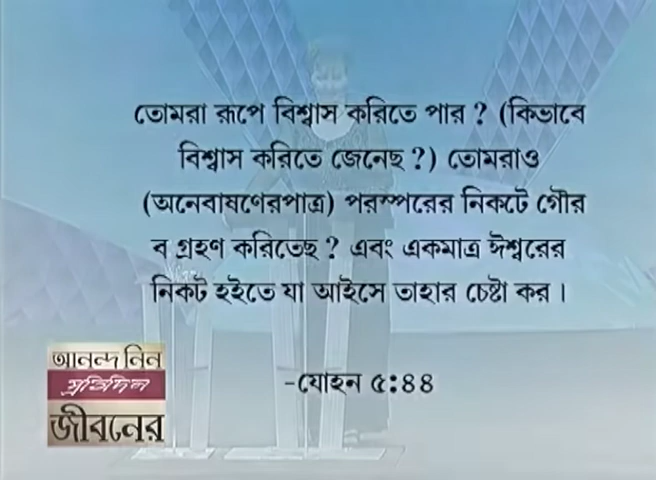 তোমরা রূপে বিশ্বাস করিতে পার ? (কিভাবে
বিশ্বাস করিতে জেনেছ ?) তোমরাও
(অনেবাষণেরপাত্র) পরস্পরের নিকটে গৌর
ব গ্রহণ করিতেছ ? এবং একমাত্র ঈশ্বরের
নিকট হইতে যা আইসে তাহার চেষ্টা কর ।
-যোহন ৫:৪৪
আনন্দ নিন
প্রতিদিন
জীবনের